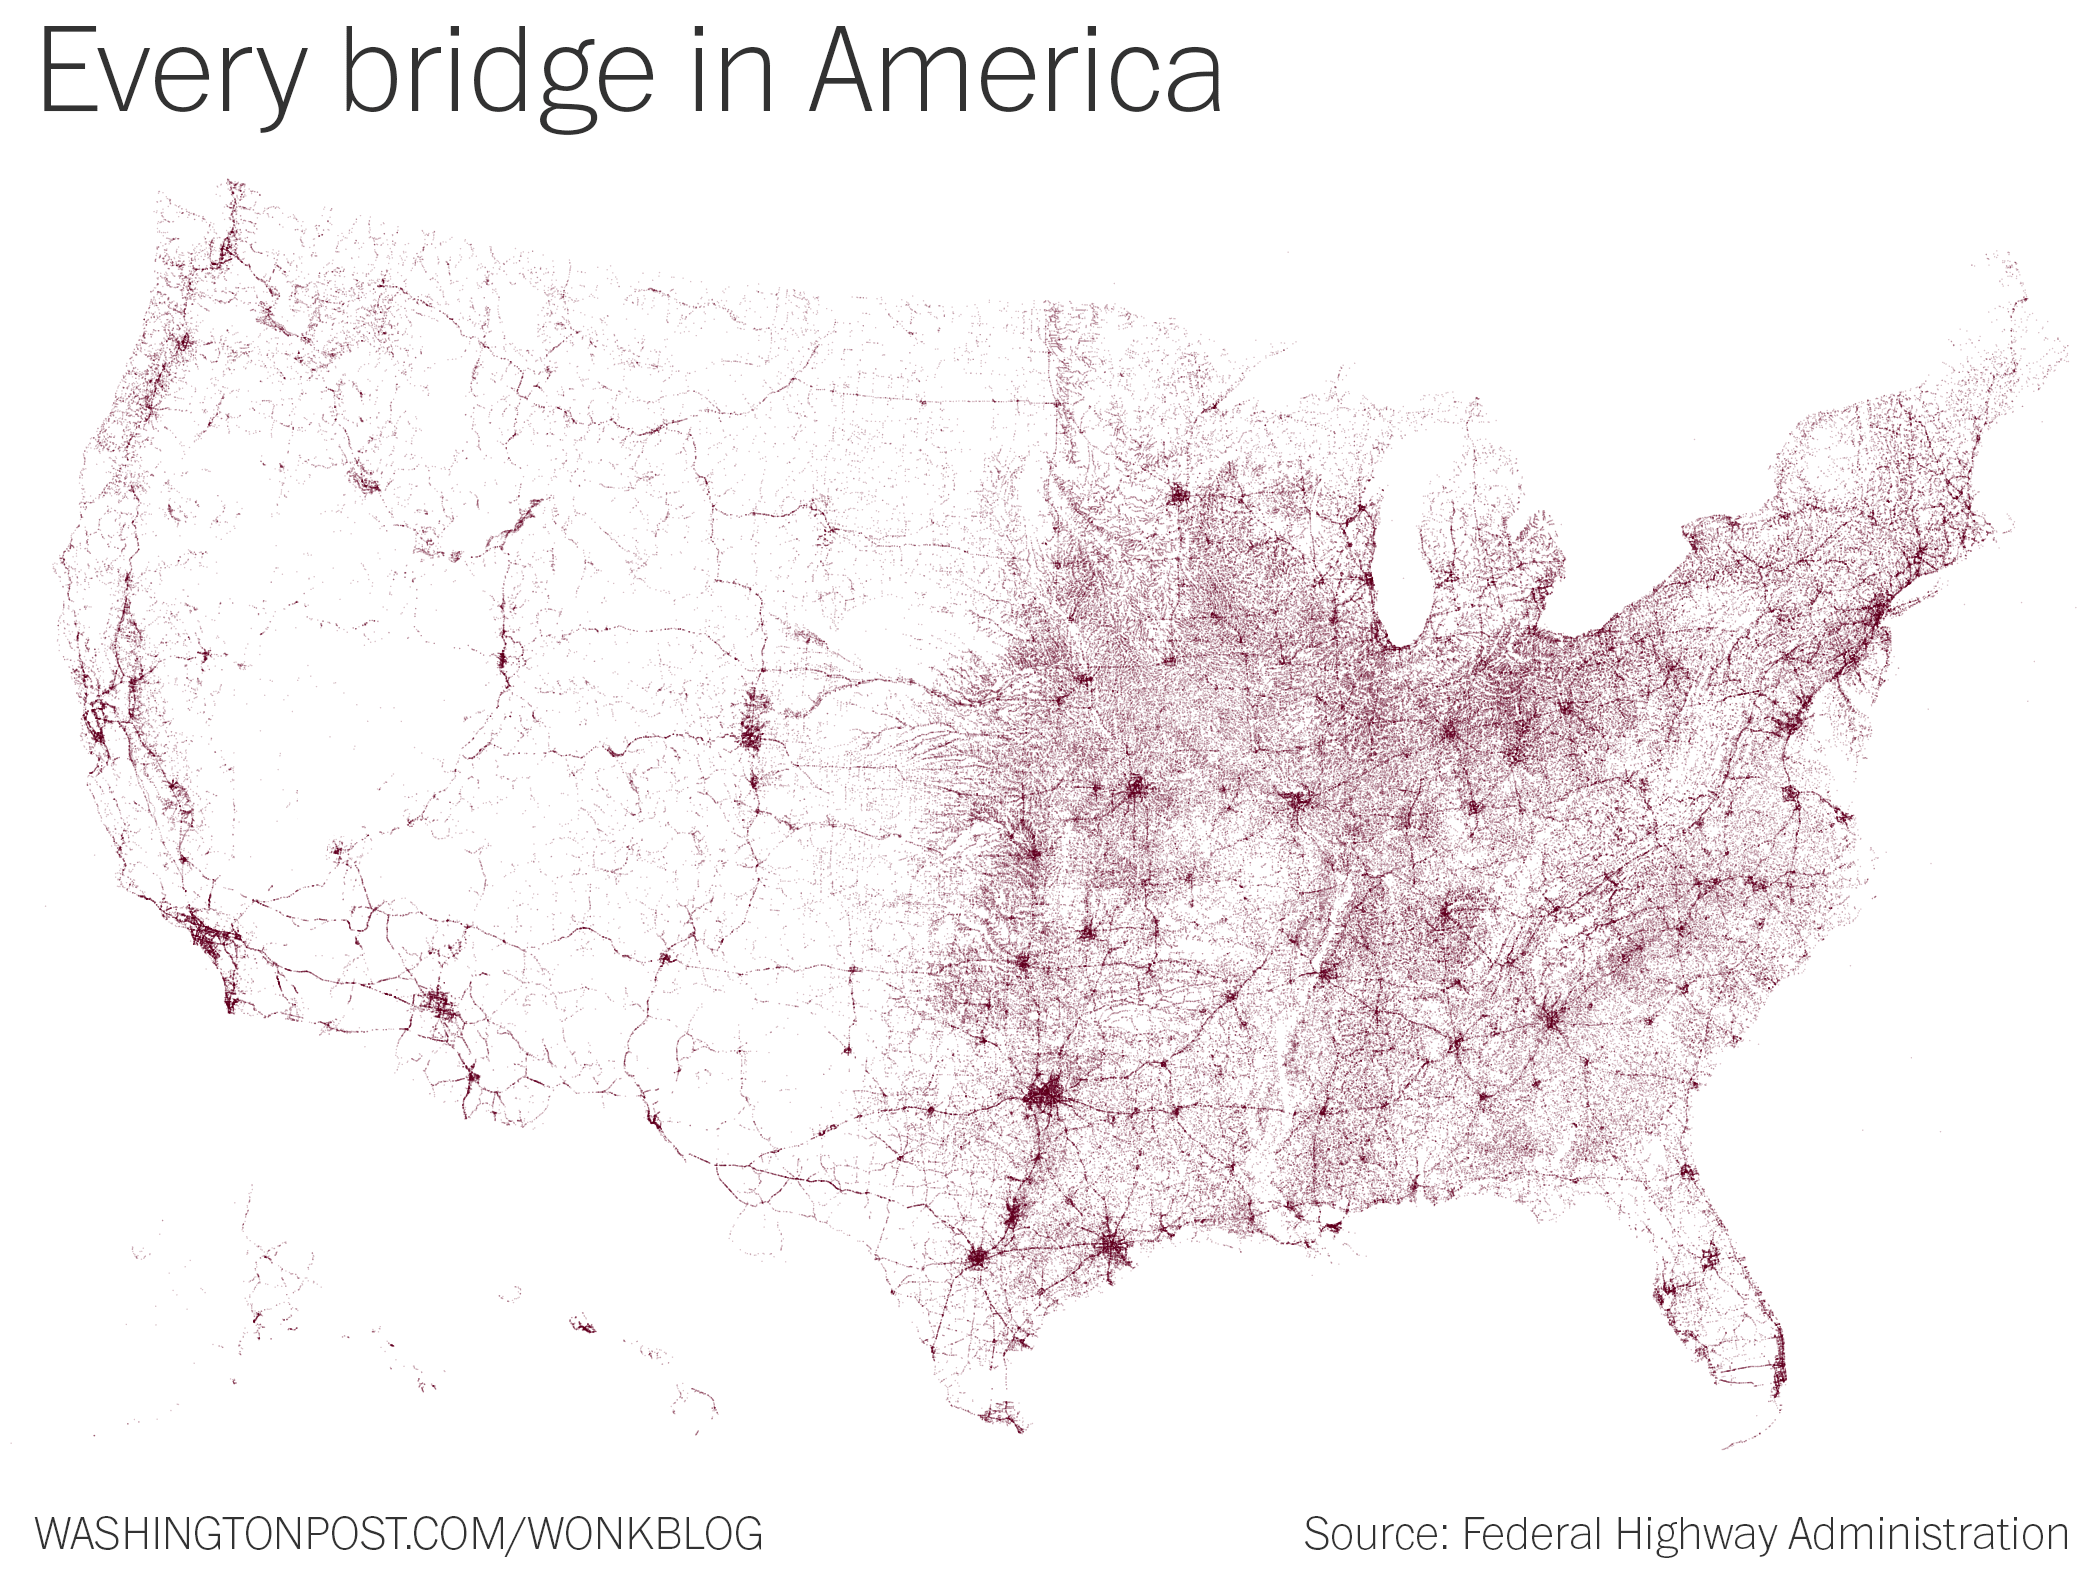 Every bridge in America
WASHINGTONPOST.COM/WONKBLOG
Source: Federal Highway Administration